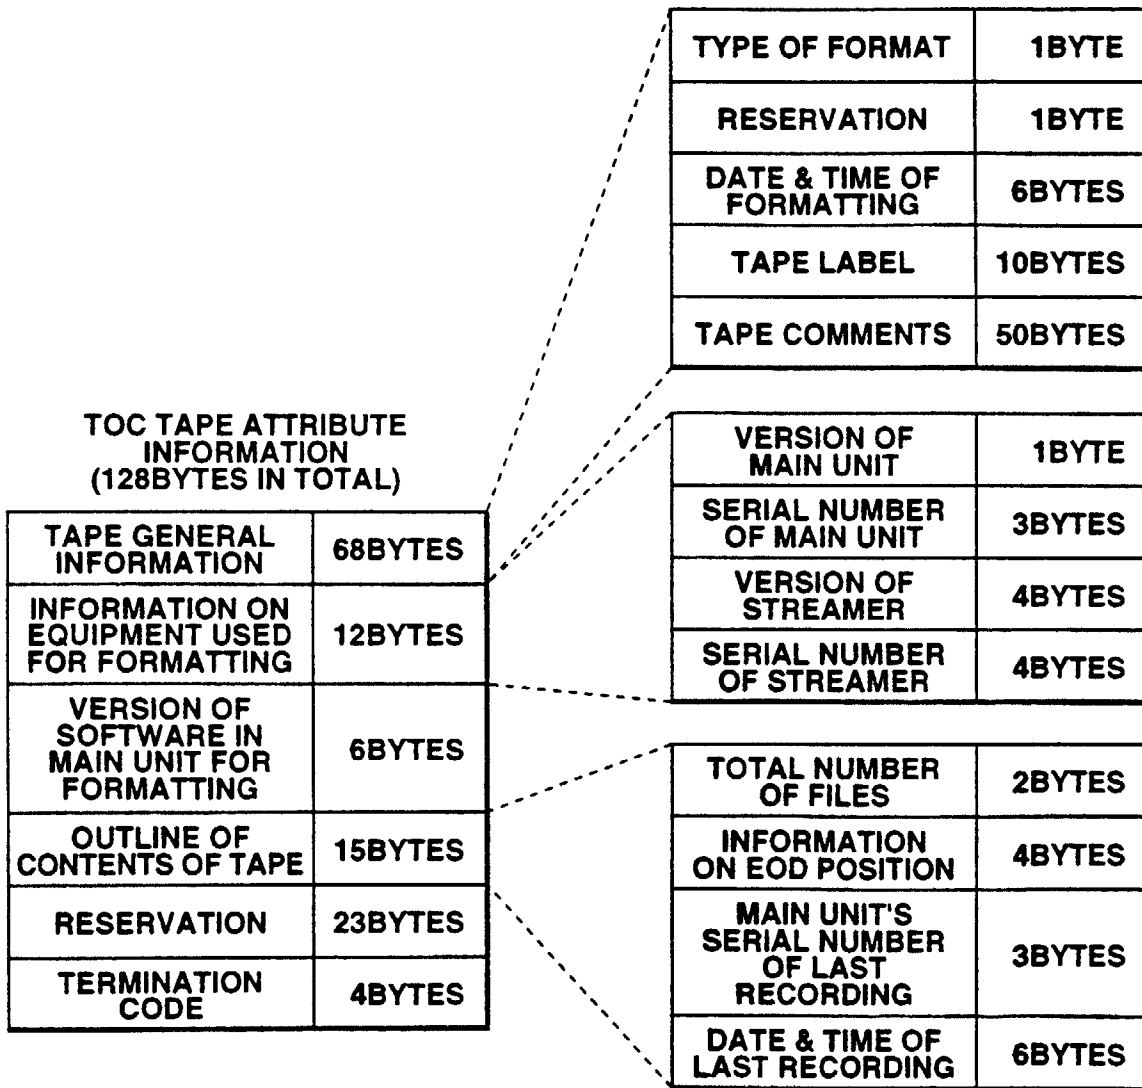 TOC TAPE ATTRIBUTE
INFORMATION
(128BYTES IN TOTAL)
TAPE GENERAL
INFORMATION
68BYTES
INFORMATION ON
EQUIPMENT USED
FOR FORMATTING
12BYTES
VERSION OF
SOFTWARE IN
MAIN UNIT FOR
FORMATTING
6BYTES
OUTLINE OF
CONTENTS OF TAPE
15BYTES
RESERVATION
23BYTES
TERMINATION
CODE
4BYTES
TYPE OF FORMAT
1BYTE
RESERVATION
1BYTE
DATE & TIME OF
FORMATTING
6BYTES
TAPE LABEL
10BYTES
TAPE COMMENTS
50BYTES
VERSION OF
MAIN UNIT
1BYTE
SERIAL NUMBER
OF MAIN UNIT
3BYTES
VERSION OF
STREAMER
4BYTES
SERIAL NUMBER
OF STREAMER
4BYTES
TOTAL NUMBER
OF FILES
2BYTES
INFORMATION
ON EOD POSITION
4BYTES
MAIN UNIT'S
SERIAL NUMBER
OF LAST
RECORDING
3BYTES
DATE & TIME OF
LAST RECORDING
6BYTES